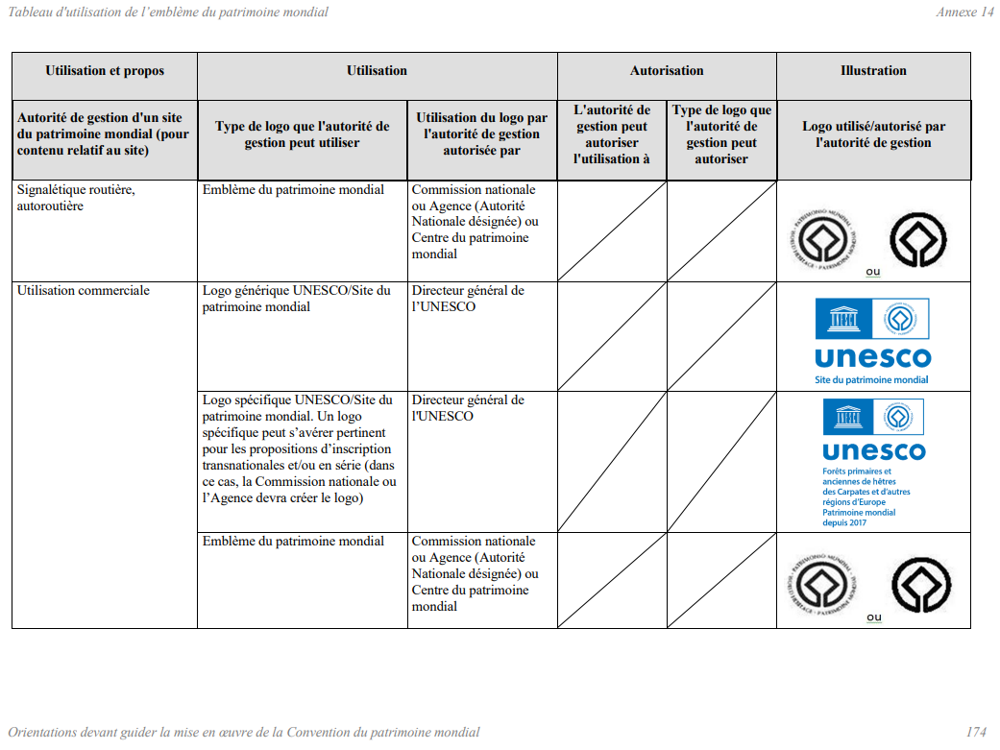 Tableau d'utilisation de l'emblème du patrimoine mondial
Annexe 14
Utilisation et propos
Utilisation
Autorisation
Illustration
Autorité de gestion d'un site
du patrimoine mondial (pour
contenu relatif au site)
Type de logo que l'autorité de
gestion peut utiliser
Utilisation du logo par
l'autorité de gestion
autorisée par
L'autorité de
gestion peut
autoriser
l'utilisation à
Type de logo que
l'autorité de
gestion peut
autoriser
Logo utilisé/autorisé par
l'autorité de gestion
Signalétique routière,
autoroutière
Emblème du patrimoine mondial
Commission nationale
ou Agence (Autorité
Nationale désignée) ou
Centre du patrimoine
mondial
WORLD HERITAGE • PATRIMOINE MONDIAL • PATRIMONIO MUNDIAL •
ou
Utilisation commerciale
Logo générique UNESCO/Site du
patrimoine mondial
Directeur général de
l’UNESCO
unesco
Site du patrimoine mondial
Logo spécifique UNESCO/Site du
patrimoine mondial. Un logo
spécifique peut s’avérer pertinent
pour les propositions d’inscription
transnationales et/ou en série (dans
ce cas, la Commission nationale ou
l’Agence devra créer le logo)
Directeur général de
l'UNESCO
unesco
Forêts primaires et
anciennes de hêtres
des Carpates et d'autres
régions d'Europe
Patrimoine mondial
depuis 2017
Emblème du patrimoine mondial
Commission nationale
ou Agence (Autorité
Nationale désignée) ou
Centre du patrimoine
mondial
WORLD HERITAGE • PATRIMOINE MONDIAL • PATRIMONIO MUNDIAL •
ou
Orientations devant guider la mise en œuvre de la Convention du patrimoine mondial
174